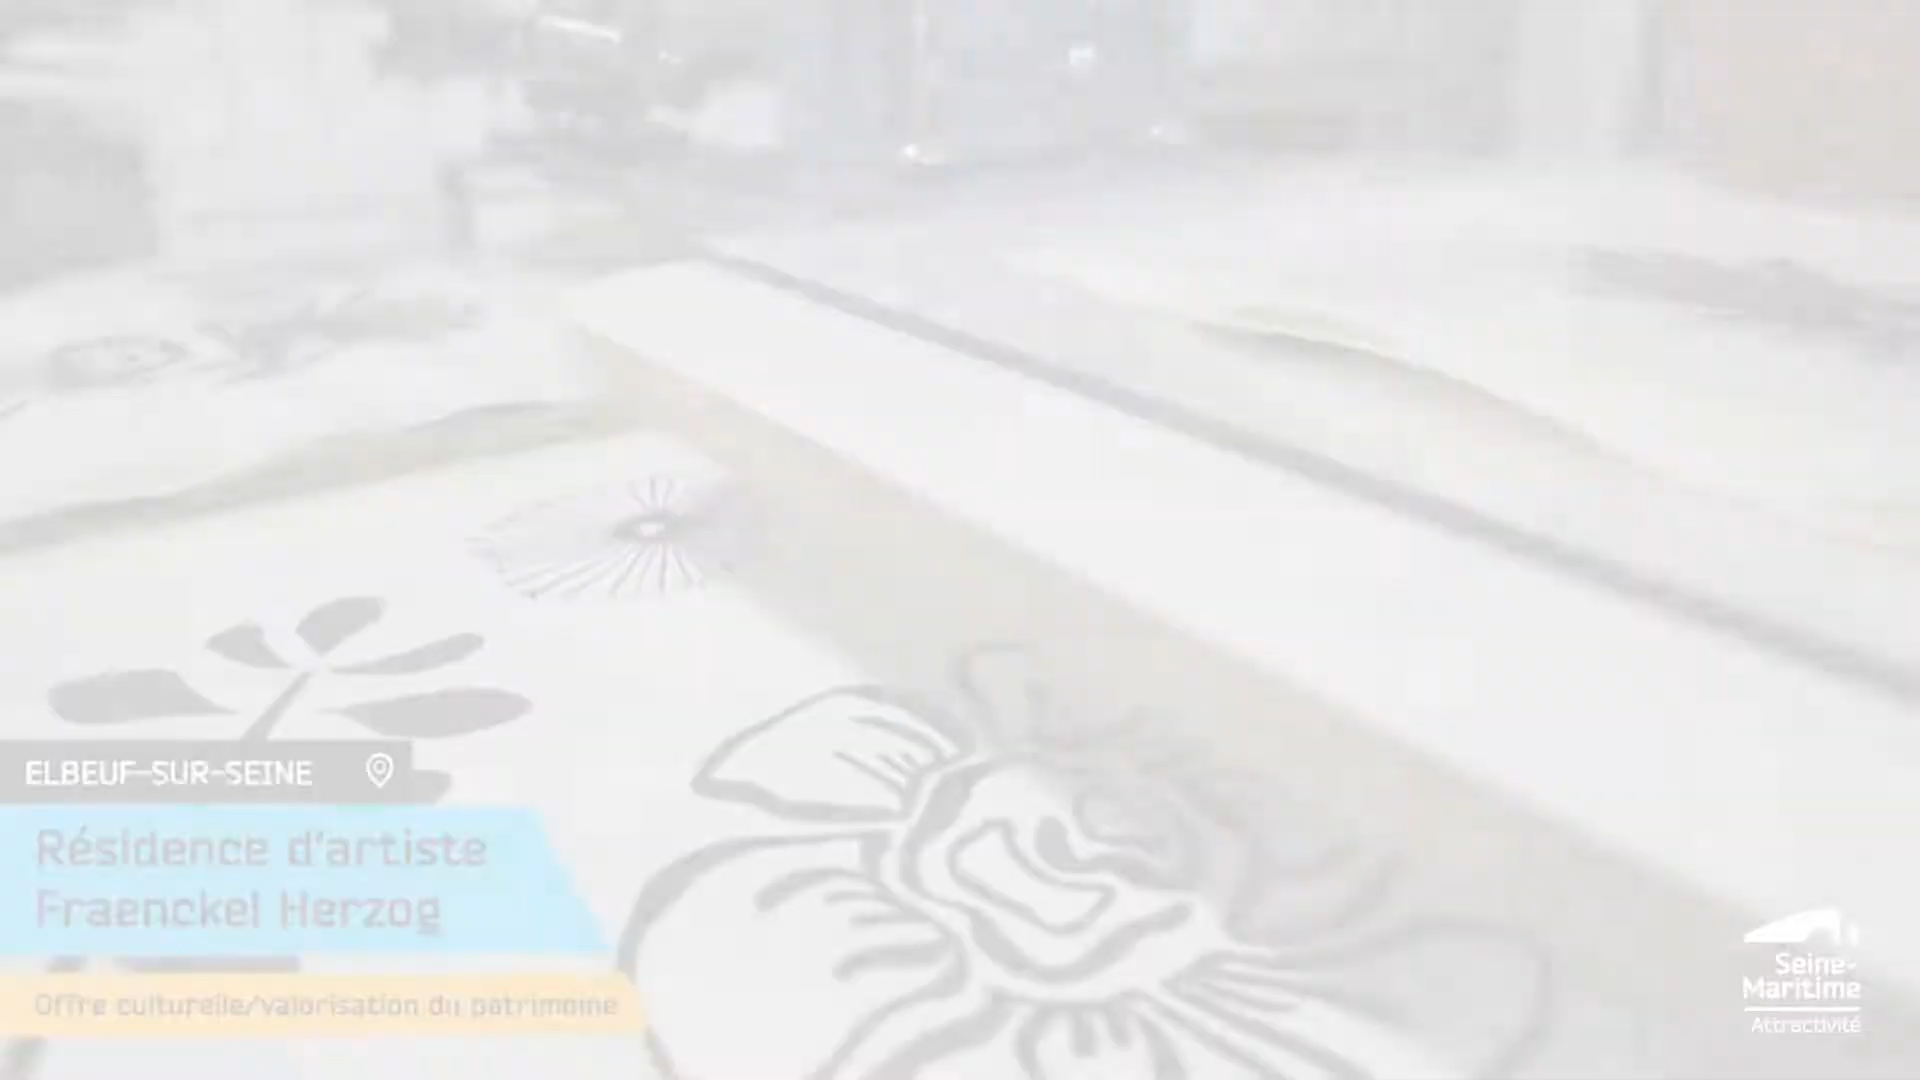 ELBEUF-SUR-SEINE
Résidence d'artiste
Fraenckel Herzog
Offre culturelle/valorisation du patrimoine
Seine-
Maritime
Attractivité